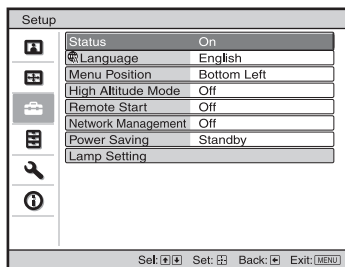 Setup
Status On
Language English
Menu Position Bottom Left
High Altitude Mode Off
Remote Start Off
Network Management Off
Power Saving Standby
Lamp Setting
Sel: Set: Back: Exit: MENU